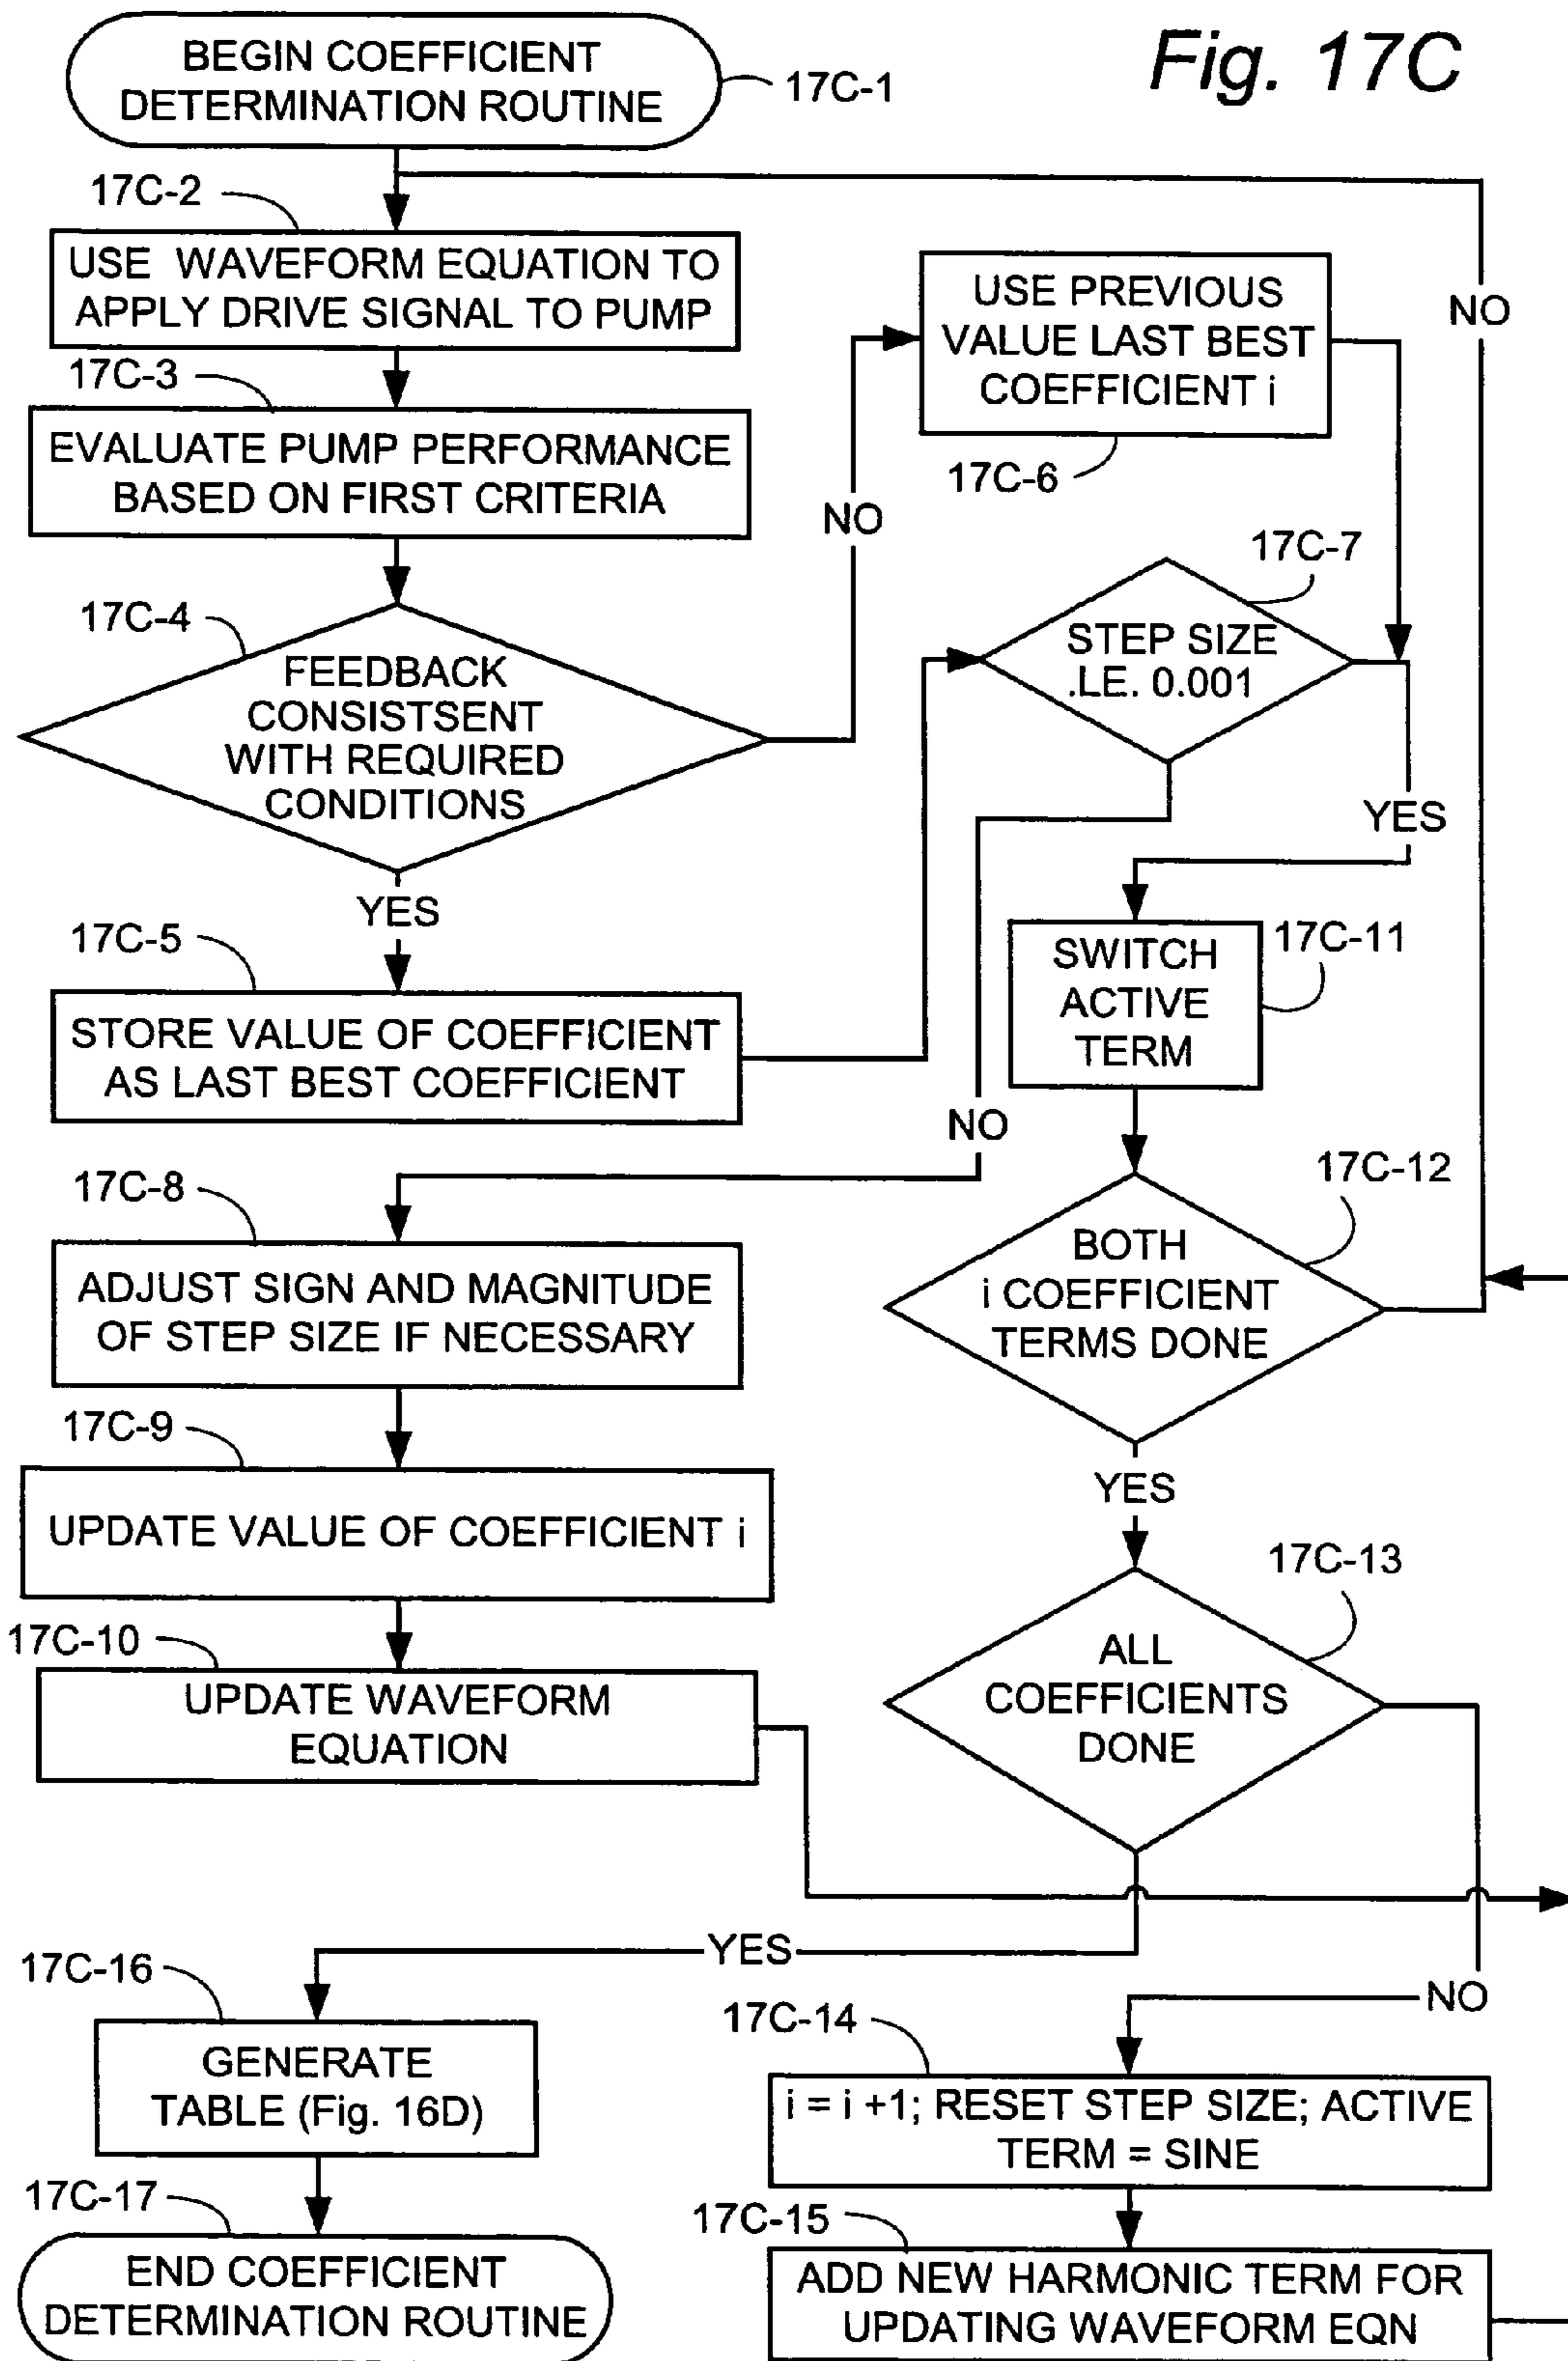 Fig. 17C
BEGIN COEFFICIENT
DETERMINATION ROUTINE
17C-1
17C-2
USE WAVEFORM EQUATION TO
APPLY DRIVE SIGNAL TO PUMP
17C-3
EVALUATE PUMP PERFORMANCE
BASED ON FIRST CRITERIA
17C-4
FEEDBACK
CONSISTSENT
WITH REQUIRED
CONDITIONS
NO
YES
17C-5
STORE VALUE OF COEFFICIENT
AS LAST BEST COEFFICIENT
USE PREVIOUS
VALUE LAST BEST
COEFFICIENT i
17C-6
NO
17C-7
STEP SIZE
.LE. 0.001
YES
NO
17C-8
ADJUST SIGN AND MAGNITUDE
OF STEP SIZE IF NECESSARY
17C-9
UPDATE VALUE OF COEFFICIENT i
17C-10
UPDATE WAVEFORM
EQUATION
SWITCH
ACTIVE
TERM
17C-11
17C-12
BOTH
i COEFFICIENT
TERMS DONE
YES
17C-13
ALL
COEFFICIENTS
DONE
YES
NO
17C-14
i = i +1; RESET STEP SIZE; ACTIVE
TERM = SINE
17C-15
ADD NEW HARMONIC TERM FOR
UPDATING WAVEFORM EQN
17C-16
GENERATE
TABLE (Fig. 16D)
17C-17
END COEFFICIENT
DETERMINATION ROUTINE